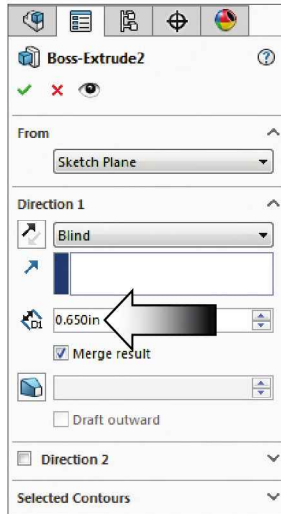 Boss-Extrude2
From
Sketch Plane
Direction 1
Blind
D1 0.650in
Merge result
Draft outward
Direction 2
Selected Contours